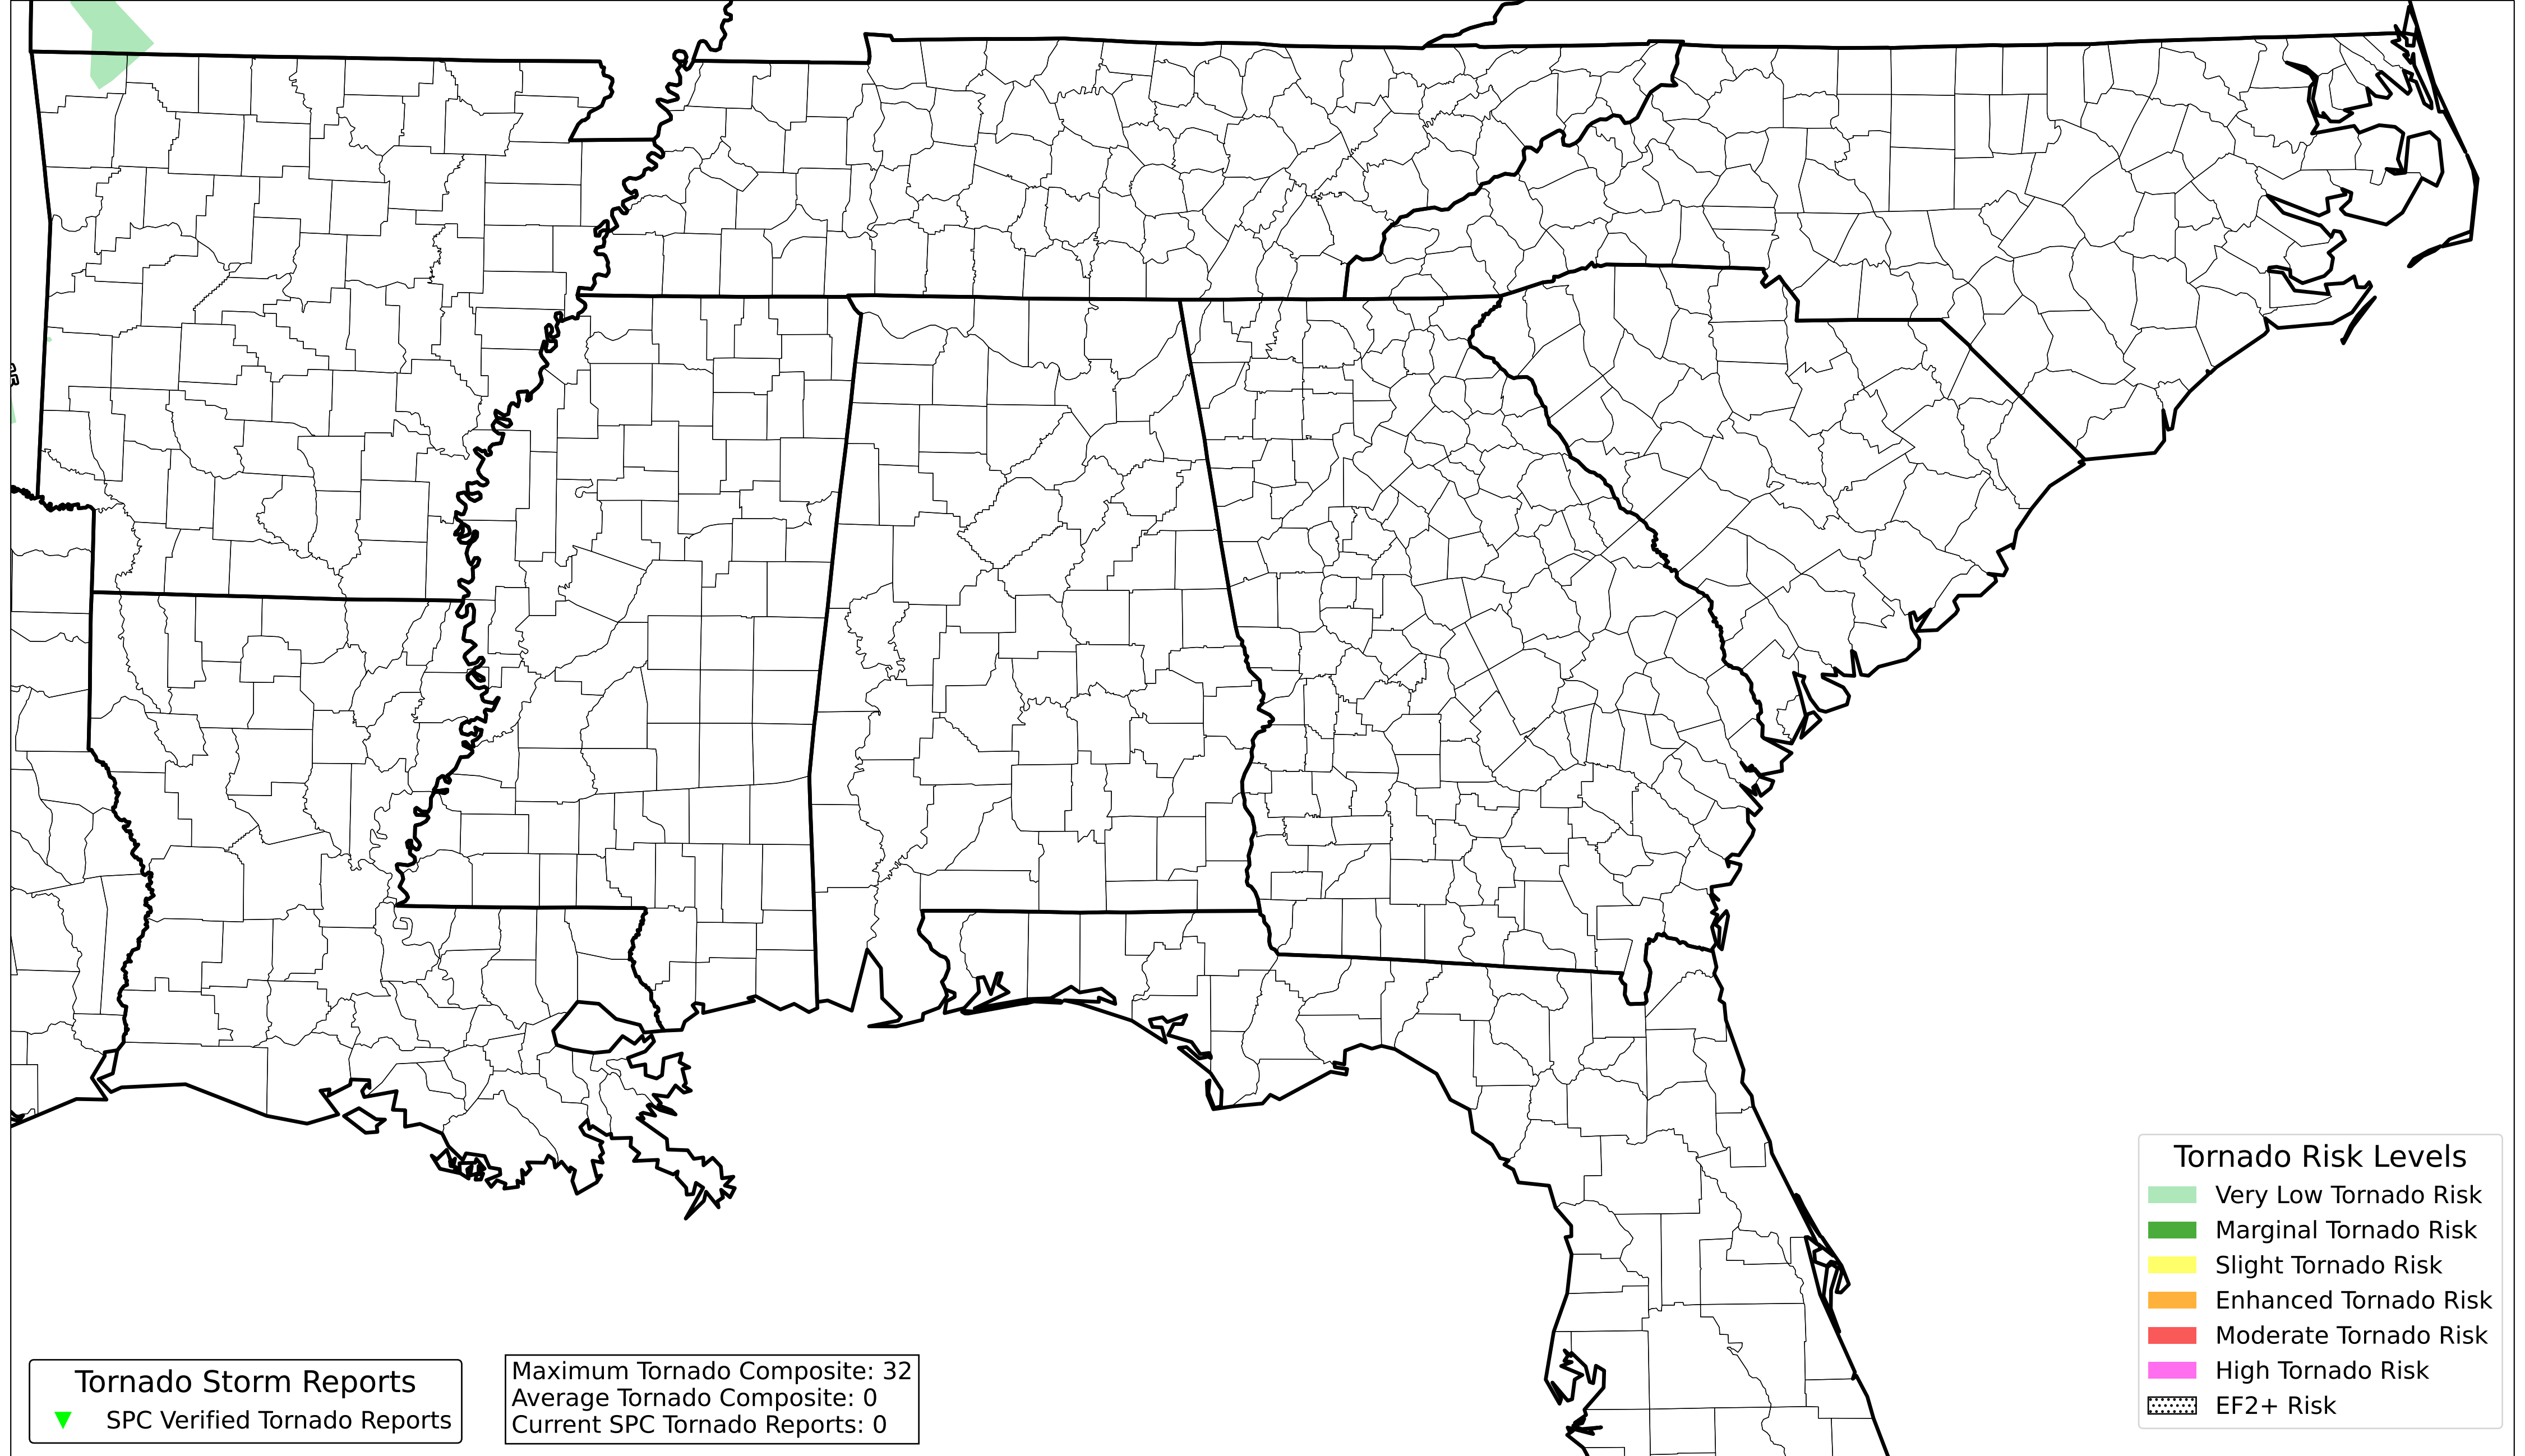 Tornado Risk Levels
Very Low Tornado Risk
Marginal Tornado Risk
Slight Tornado Risk
Enhanced Tornado Risk
Moderate Tornado Risk
High Tornado Risk
EF2+ Risk
Tornado Storm Reports
SPC Verified Tornado Reports
Maximum Tornado Composite: 32
Average Tornado Composite: 0
Current SPC Tornado Reports: 0